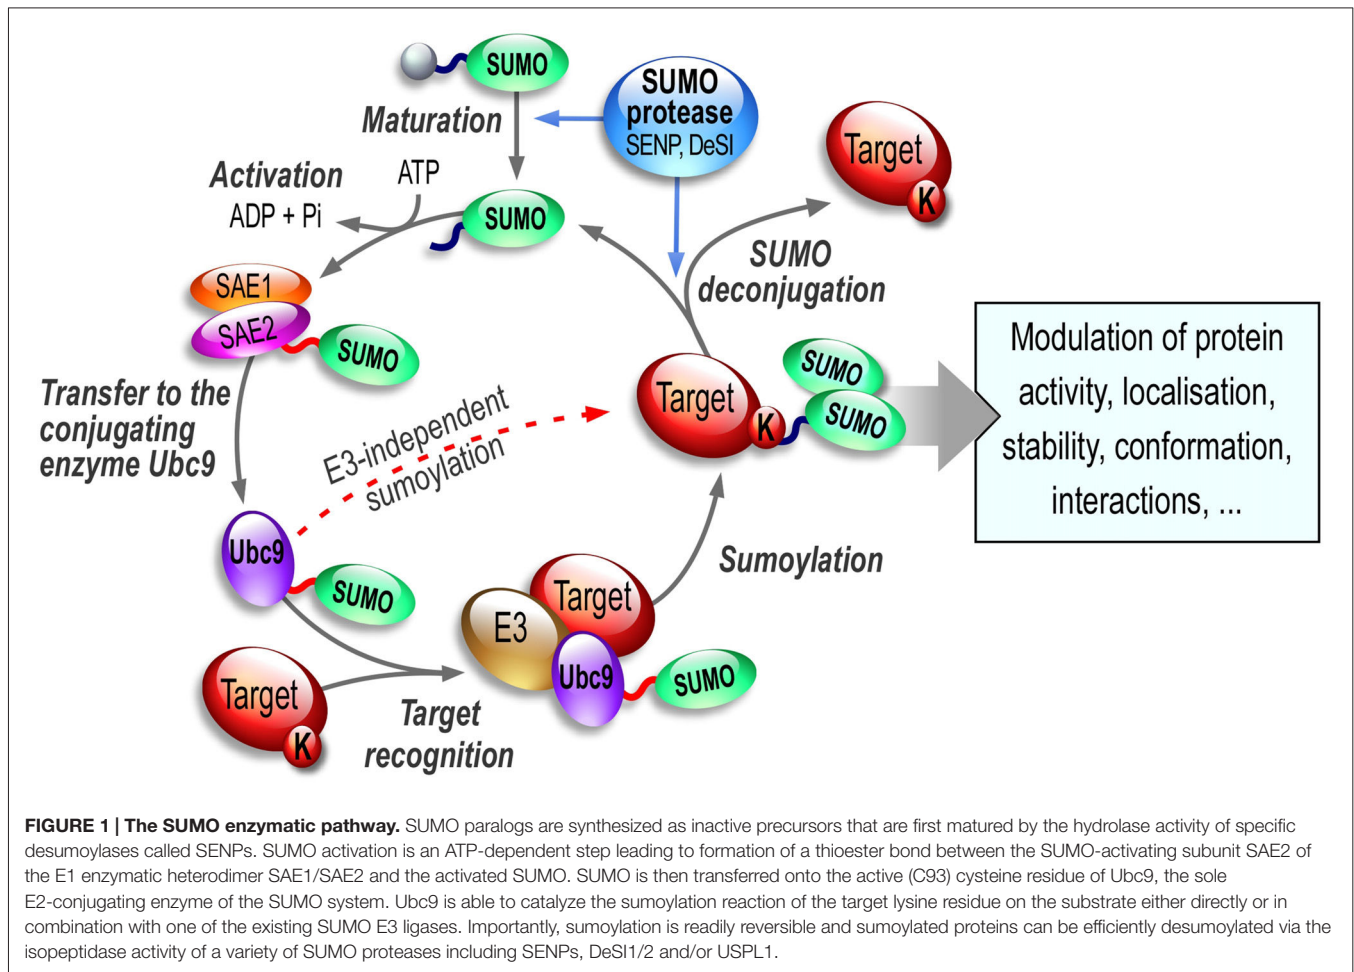 SUMO
SUMO
protease
SENP, DeSI
Maturation
Target
K
Activation
ATP
ADP + Pi
SUMO
SUMO
deconjugation
SAE1
SAE2
SUMO
Transfer to the
conjugating
enzyme Ubc9
E3-independent
sumoylation
Target
K
SUMO
SUMO
Modulation of protein
activity, localisation,
stability, conformation,
interactions, ...
Ubc9
SUMO
Sumoylation
E3
Target
Ubc9
SUMO
Target
K
Target
recognition
FIGURE 1 | The SUMO enzymatic pathway. SUMO paralogs are synthesized as inactive precursors that are first matured by the hydrolase activity of specific
desumoylases called SENPs. SUMO activation is an ATP-dependent step leading to formation of a thioester bond between the SUMO-activating subunit SAE2 of
the E1 enzymatic heterodimer SAE1/SAE2 and the activated SUMO. SUMO is then transferred onto the active (C93) cysteine residue of Ubc9, the sole
E2-conjugating enzyme of the SUMO system. Ubc9 is able to catalyze the sumoylation reaction of the target lysine residue on the substrate either directly or in
combination with one of the existing SUMO E3 ligases. Importantly, sumoylation is readily reversible and sumoylated proteins can be efficiently desumoylated via the
isopeptidase activity of a variety of SUMO proteases including SENPs, DeSI1/2 and/or USPL1.